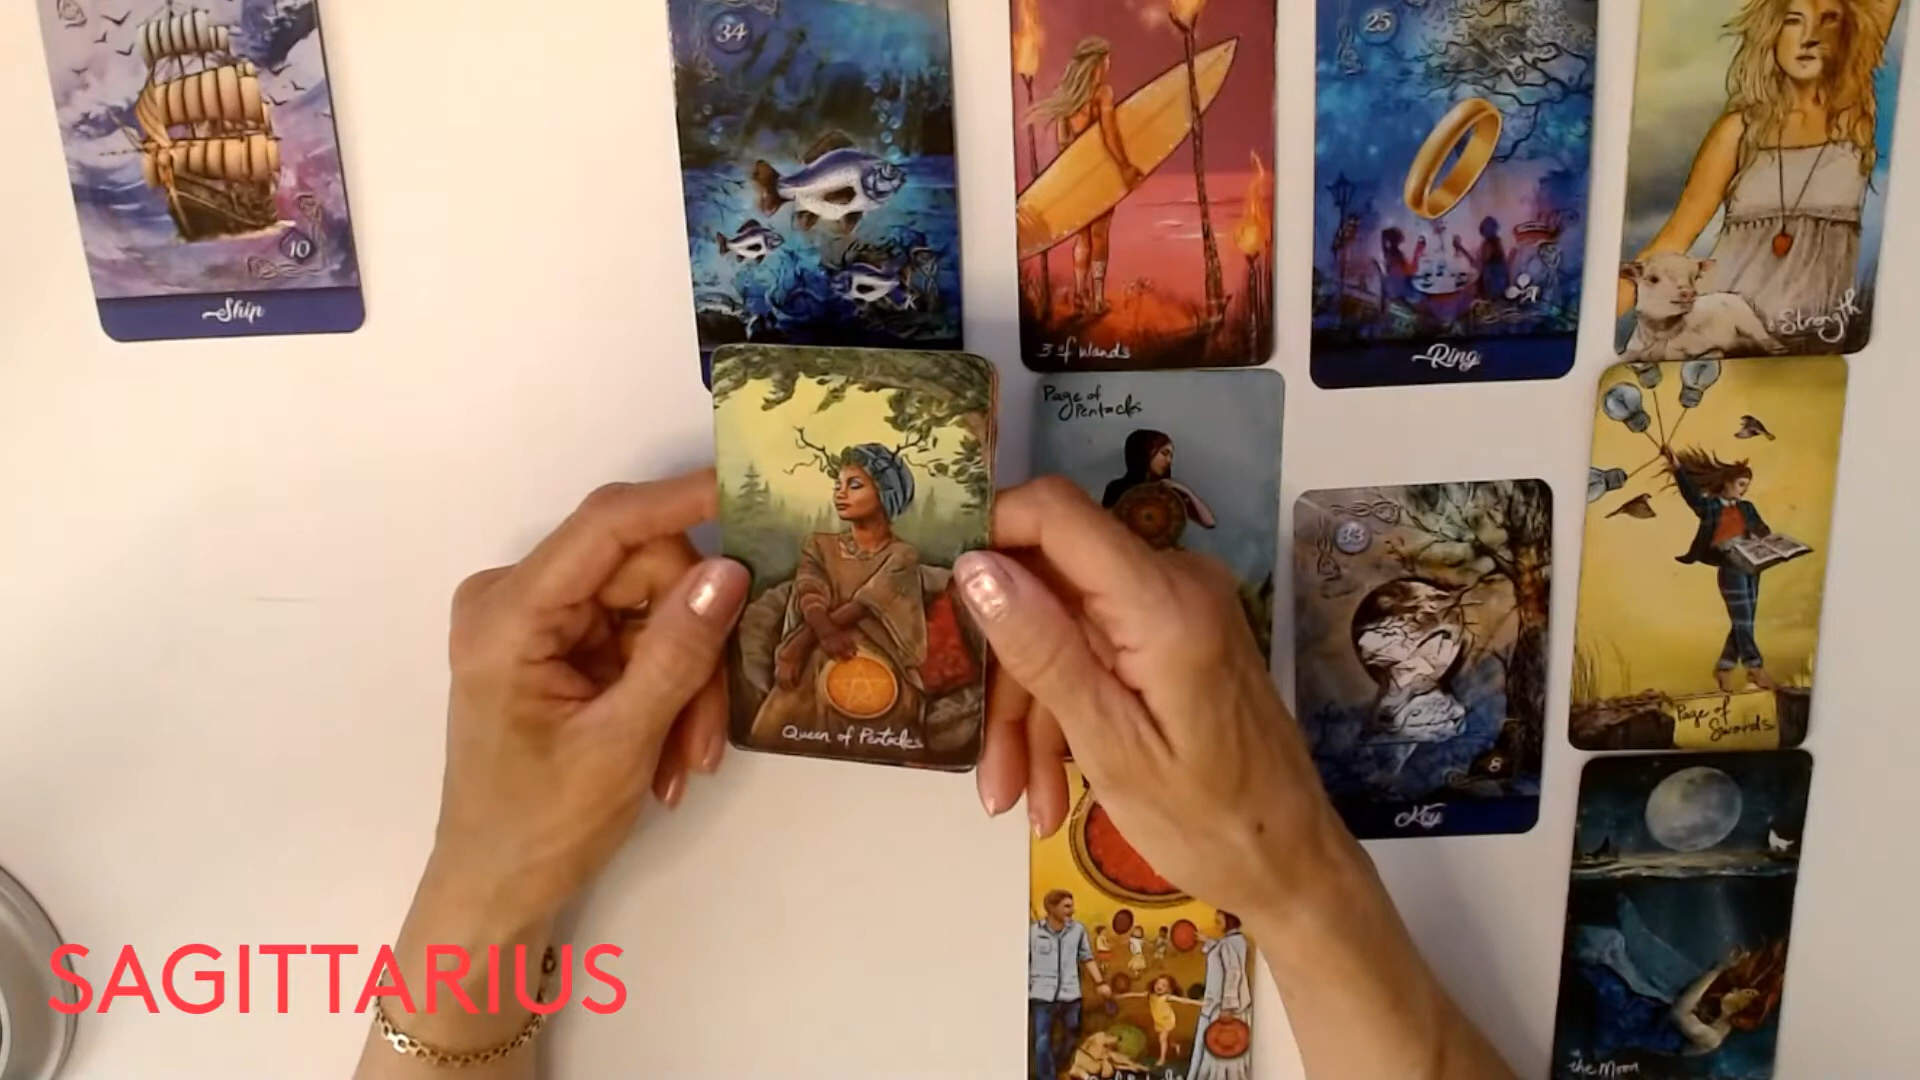 34
25
10
Ship
3 of Wands
Ring
Strength
Page of
Pentacles
33
Queen of Pentacles
Page of
Swords
8
Key
SAGITTARIUS
the Moon